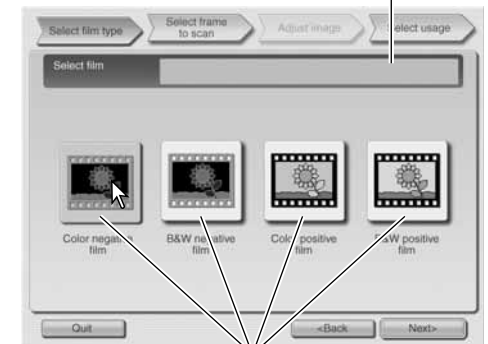 Select film type
Select frame
to scan
Adjust image
Select usage
Select film
Color negative
film
B&W negative
film
Color positive
film
B&W positive
film
Quit
<Back
Next>